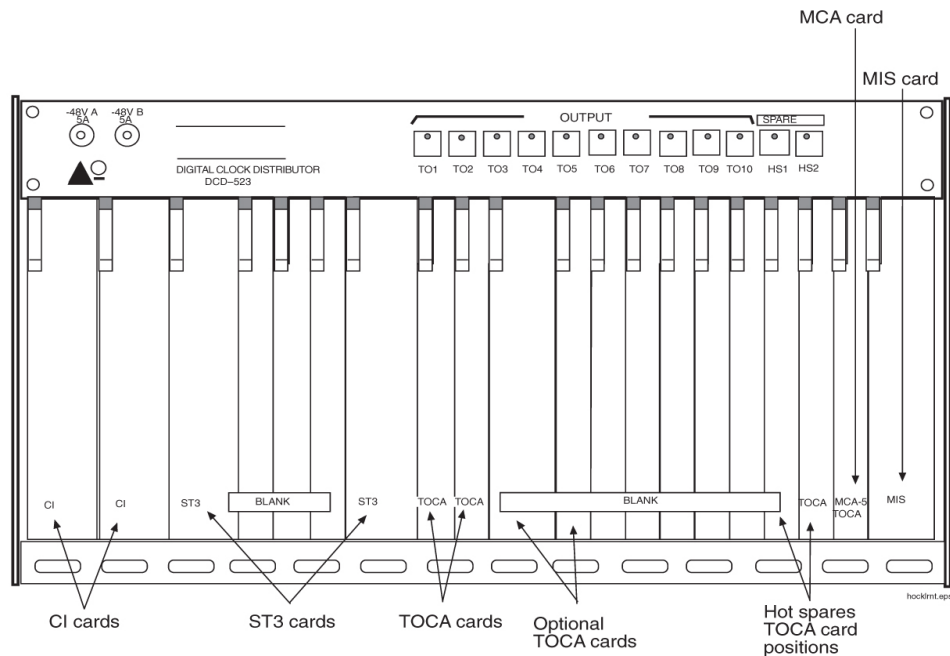 MCA card
MIS card
-48V A
5A
-48V B
5A
OUTPUT
SPARE
TO1 TO2 TO3 TO4 TO5 TO6 TO7 TO8 TO9 TO10 HS1 HS2
DIGITAL CLOCK DISTRIBUTOR
DCD–523
CI
CI
ST3
BLANK
ST3
TOCA
TOCA
BLANK
TOCA
MCA-5
TOCA
MIS
hocklrnt.eps
CI cards
ST3 cards
TOCA cards
Optional
TOCA cards
Hot spares
TOCA card
positions